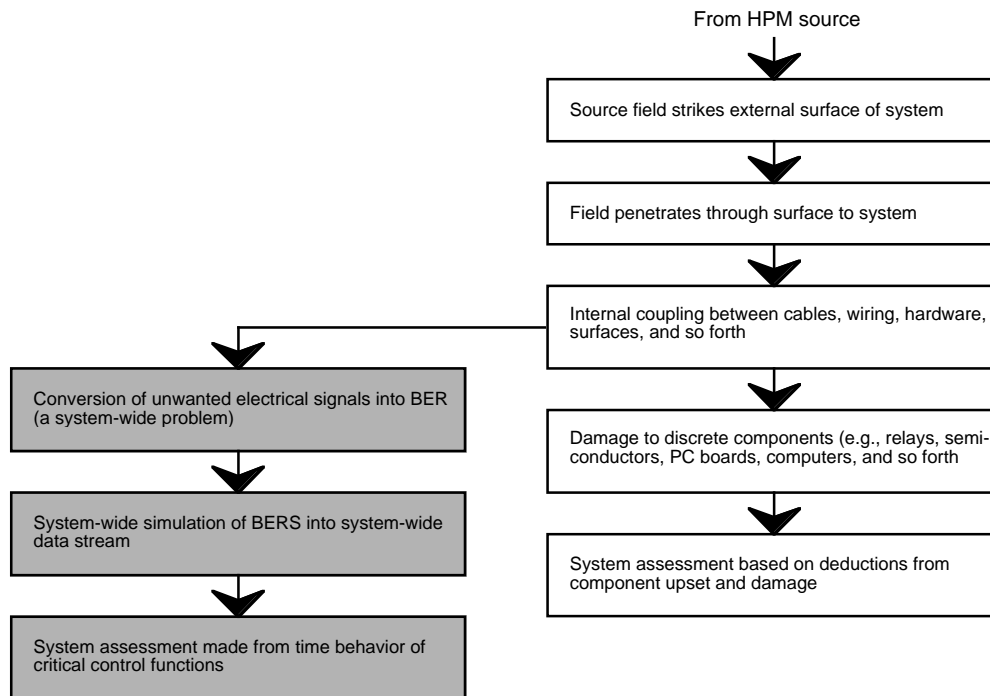 From HPM source
Source field strikes external surface of system
Field penetrates through surface to system
Internal coupling between cables, wiring, hardware,
surfaces, and so forth
Conversion of unwanted electrical signals into BER
(a system-wide problem)
Damage to discrete components (e.g., relays, semi-
conductors, PC boards, computers, and so forth
System-wide simulation of BERS into system-wide
data stream
System assessment based on deductions from
component upset and damage
System assessment made from time behavior of
critical control functions